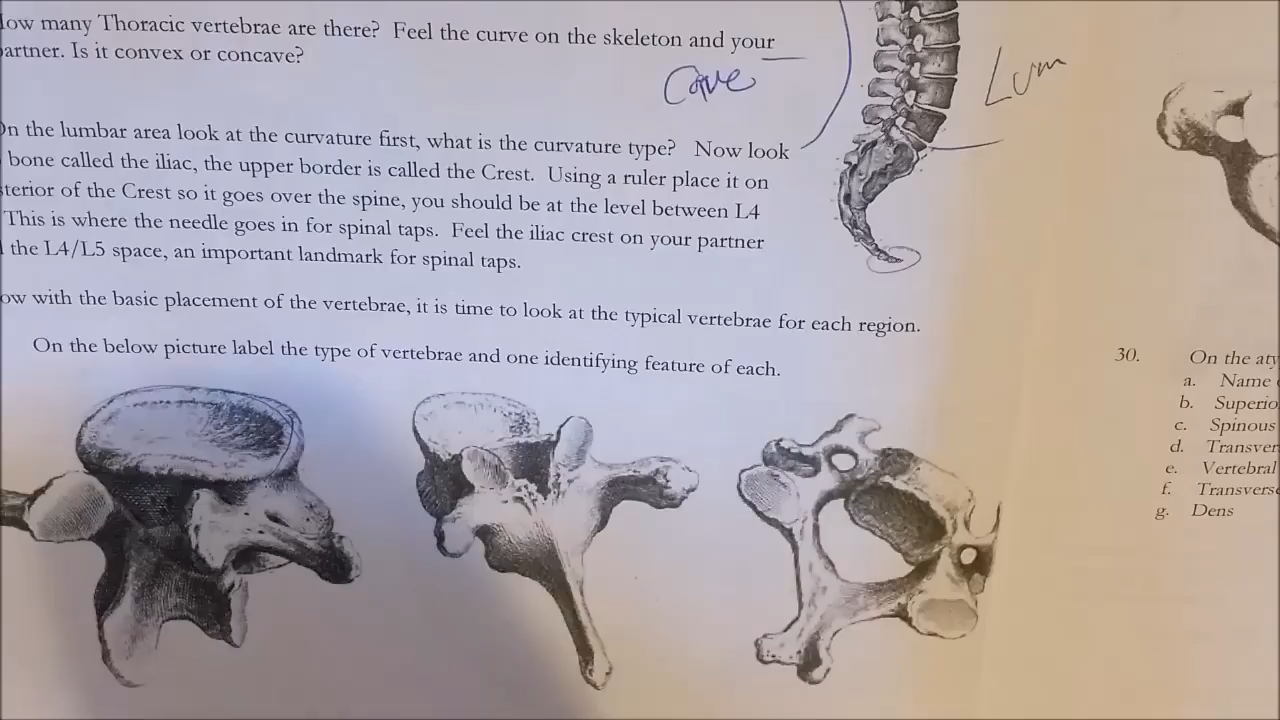 How many Thoracic vertebrae are there? Feel the curve on the skeleton and your
partner. Is it convex or concave?
Cave
Lum
On the lumbar area look at the curvature first, what is the curvature type? Now look
bone called the iliac, the upper border is called the Crest. Using a ruler place it on
sterior of the Crest so it goes over the spine, you should be at the level between L4
This is where the needle goes in for spinal taps. Feel the iliac crest on your partner
the L4/L5 space, an important landmark for spinal taps.
ow with the basic placement of the vertebrae, it is time to look at the typical vertebrae for each region.
On the below picture label the type of vertebrae and one identifying feature of each.
30. On the aty
a. Name
b. Superio
c. Spinous
d. Transver
e. Vertebral
f. Transverse
g. Dens